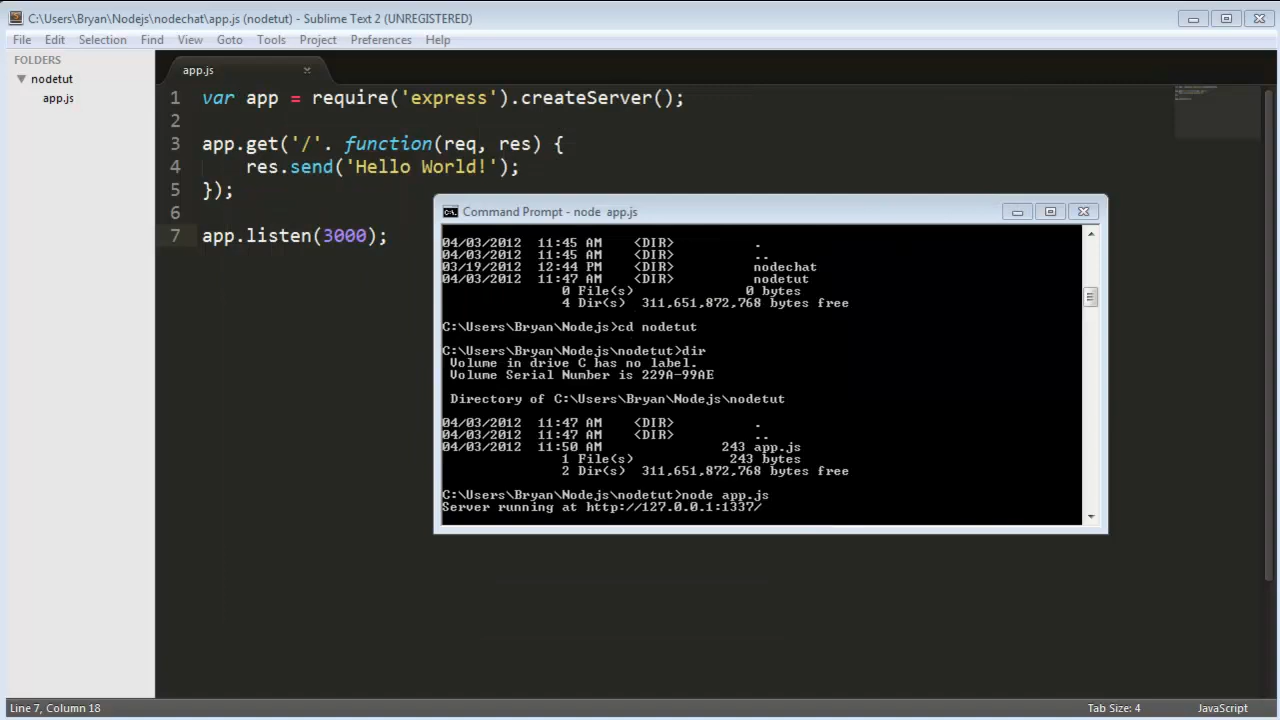 C:\Users\Bryan\Nodejs\nodechat\app.js (nodetut) - Sublime Text 2 (UNREGISTERED)
File Edit Selection Find View Goto Tools Project Preferences Help
FOLDERS
nodetut
app.js
app.js
1 var app = require('express').createServer();
2
3 app.get('/'. function(req, res) {
4 res.send('Hello World!');
5 });
6
7 app.listen(3000);
Command Prompt - node app.js
04/03/2012 11:45 AM <DIR> .
04/03/2012 11:45 AM <DIR> ..
03/19/2012 12:44 PM <DIR> nodechat
04/03/2012 11:47 AM <DIR> nodetut
0 File(s) 0 bytes
4 Dir(s) 311,651,872,768 bytes free
C:\Users\Bryan\Nodejs>cd nodetut
C:\Users\Bryan\Nodejs\nodetut>dir
Volume in drive C has no label.
Volume Serial Number is 229A-99AE
Directory of C:\Users\Bryan\Nodejs\nodetut
04/03/2012 11:47 AM <DIR> .
04/03/2012 11:47 AM <DIR> ..
04/03/2012 11:50 AM 243 app.js
1 File(s) 243 bytes
2 Dir(s) 311,651,872,768 bytes free
C:\Users\Bryan\Nodejs\nodetut>node app.js
Server running at http://127.0.0.1:1337/
Line 7, Column 18
Tab Size: 4
JavaScript